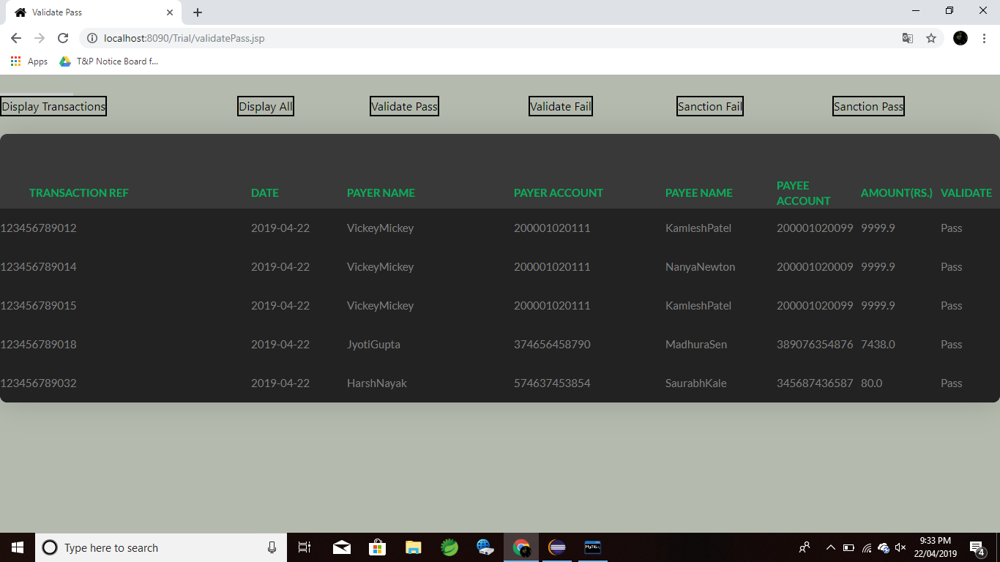 Validate Pass
localhost:8090/Trial/validatePass.jsp
Apps T&P Notice Board f...
Display Transactions Display All Validate Pass Validate Fail Sanction Fail Sanction Pass
TRANSACTION REF DATE PAYER NAME PAYER ACCOUNT PAYEE NAME PAYEE ACCOUNT AMOUNT(RS.) VALIDATE
123456789012 2019-04-22 VickeyMickey 200001020111 KamleshPatel 200001020099 9999.9 Pass
123456789014 2019-04-22 VickeyMickey 200001020111 NanyaNewton 200001020009 9999.9 Pass
123456789015 2019-04-22 VickeyMickey 200001020111 KamleshPatel 200001020099 9999.9 Pass
123456789018 2019-04-22 JyotiGupta 374656458790 MadhuraSen 389076354876 7438.0 Pass
123456789032 2019-04-22 HarshNayak 574637453854 SaurabhKale 345687436587 80.0 Pass
Type here to search
MySQL
9:33 PM
22/04/2019
4